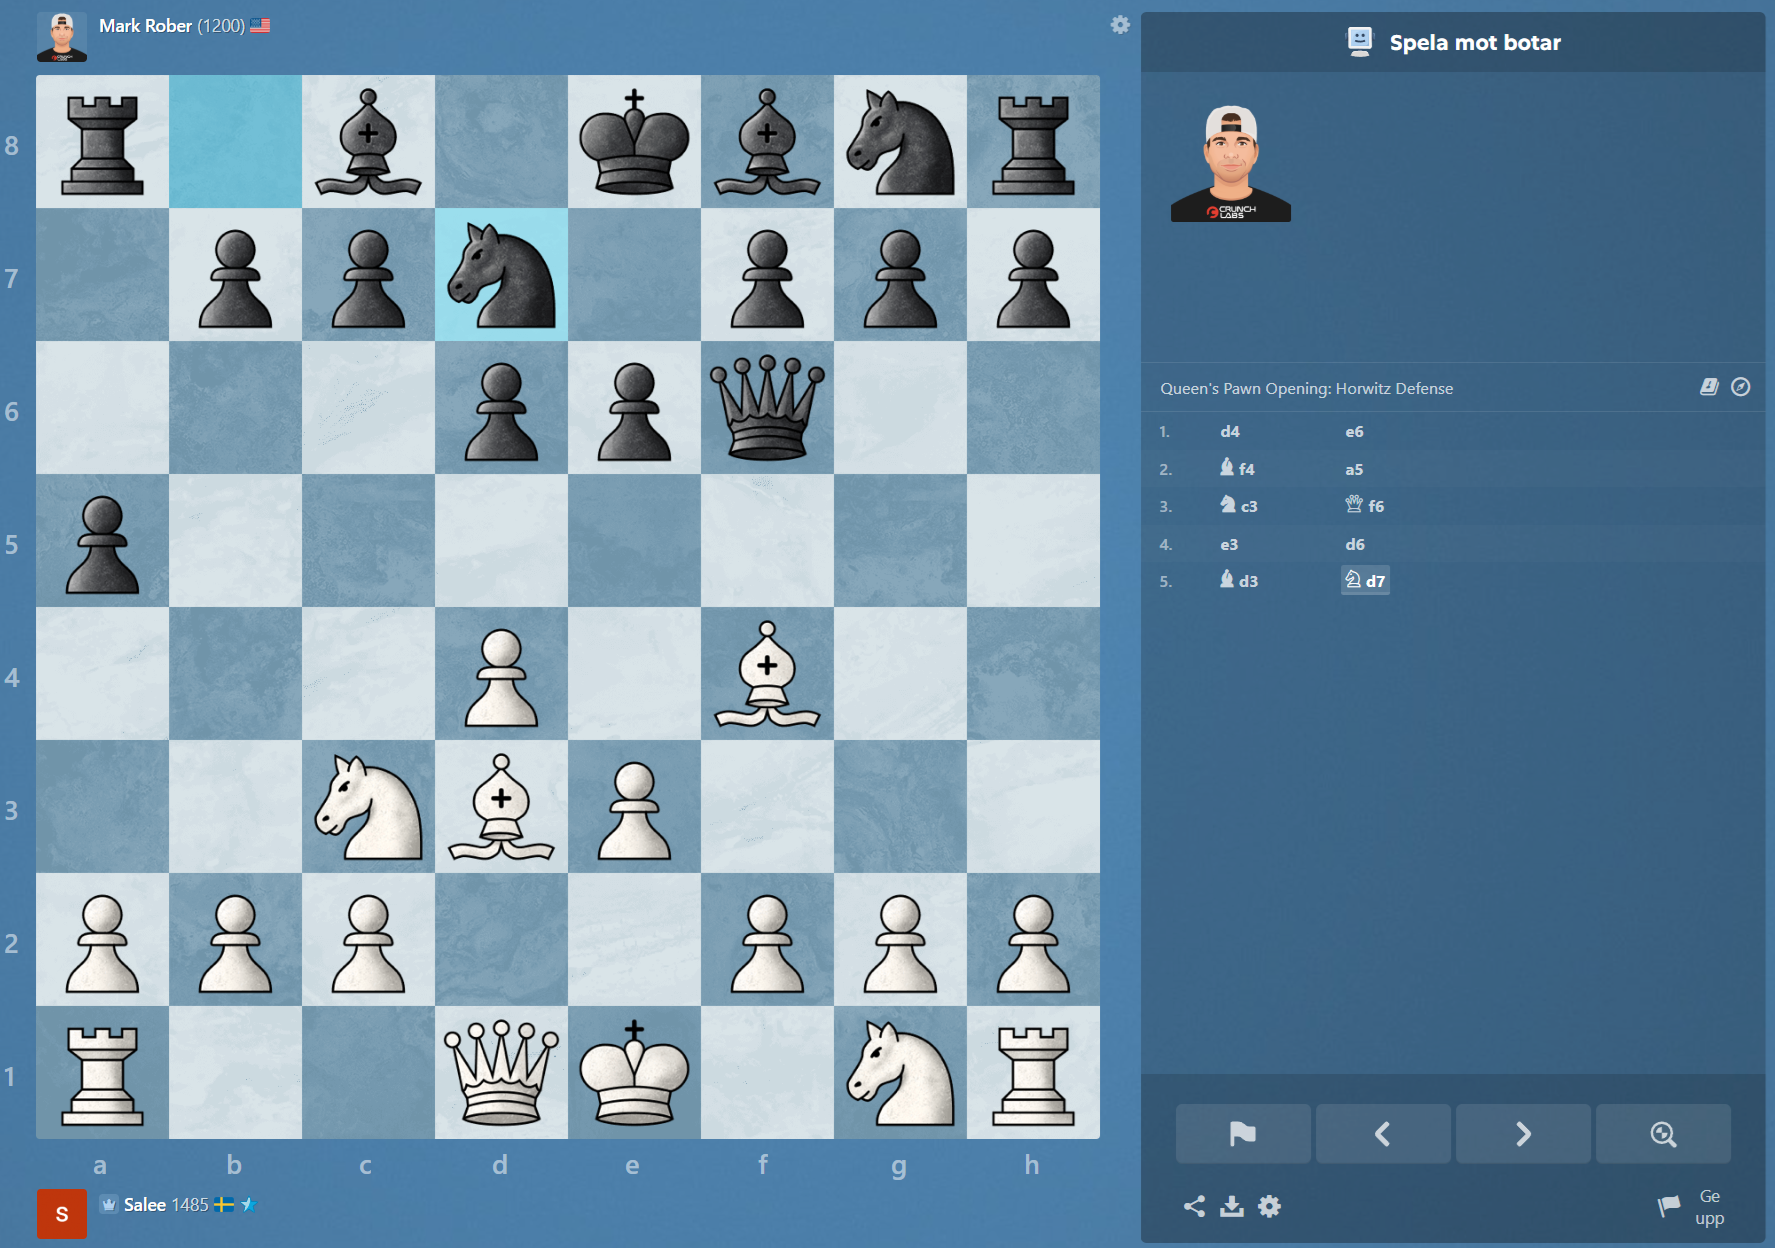 Mark Rober (1200)
Spela mot botar
CRUNCH
LABS
Queen's Pawn Opening: Horwitz Defense
1. d4 e6
2. f4 a5
3. c3 f6
4. e3 d6
5. d3 d7
8
7
6
5
4
3
2
1
a b c d e f g h
S
Salee 1485
Ge
upp